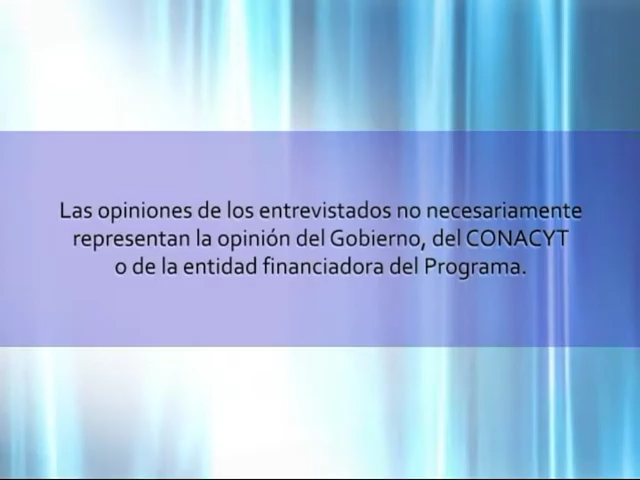 Las opiniones de los entrevistados no necesariamente
representan la opinión del Gobierno, del CONACYT
o de la entidad financiadora del Programa.